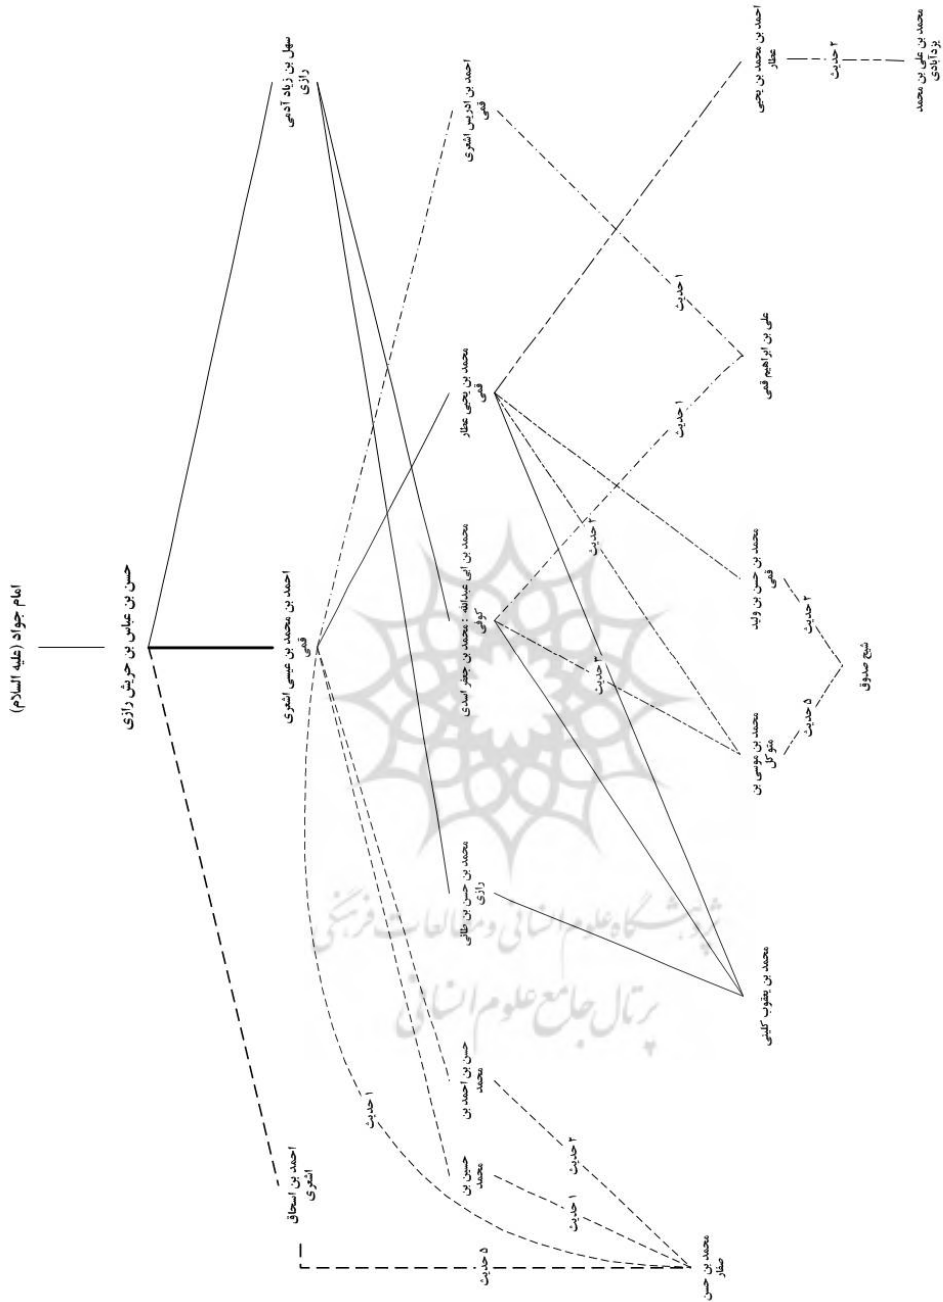 امام جواد (علیه السلام)
حسن بن عباس بن حریش رازی
سهل بن زیاد آدمی
رازی
احمد بن محمد بن عیسی اشعری
قمی
احمد بن اسحاق
اشعری
احمد بن ادریس اشعری
قمی
محمد بن یحیی عطار
قمی
محمد بن ابی عبدالله : محمد بن جعفر اسدی
کوفی
محمد بن حسن بن طائی
رازی
حسن بن احمد بن
محمد
حسین بن
محمد
۱ حدیث
۵ حدیث
۱ حدیث
۲ حدیث
۱ حدیث
۱ حدیث
۲ حدیث
۳ حدیث
احمد بن محمد بن یحیی
عطار
علی بن ابراهیم قمی
محمد بن حسن بن ولید
قمی
محمد بن موسی بن
متوکل
محمد بن یعقوب کلینی
محمد بن حسن
صفار
۲ حدیث
۲ حدیث
۵ حدیث
محمد بن علی بن محمد
یزدآبادی
شیخ صدوق
پژوهشگاه علوم انسانی و مطالعات فرهنگی
پرتال جامع علوم انسانی